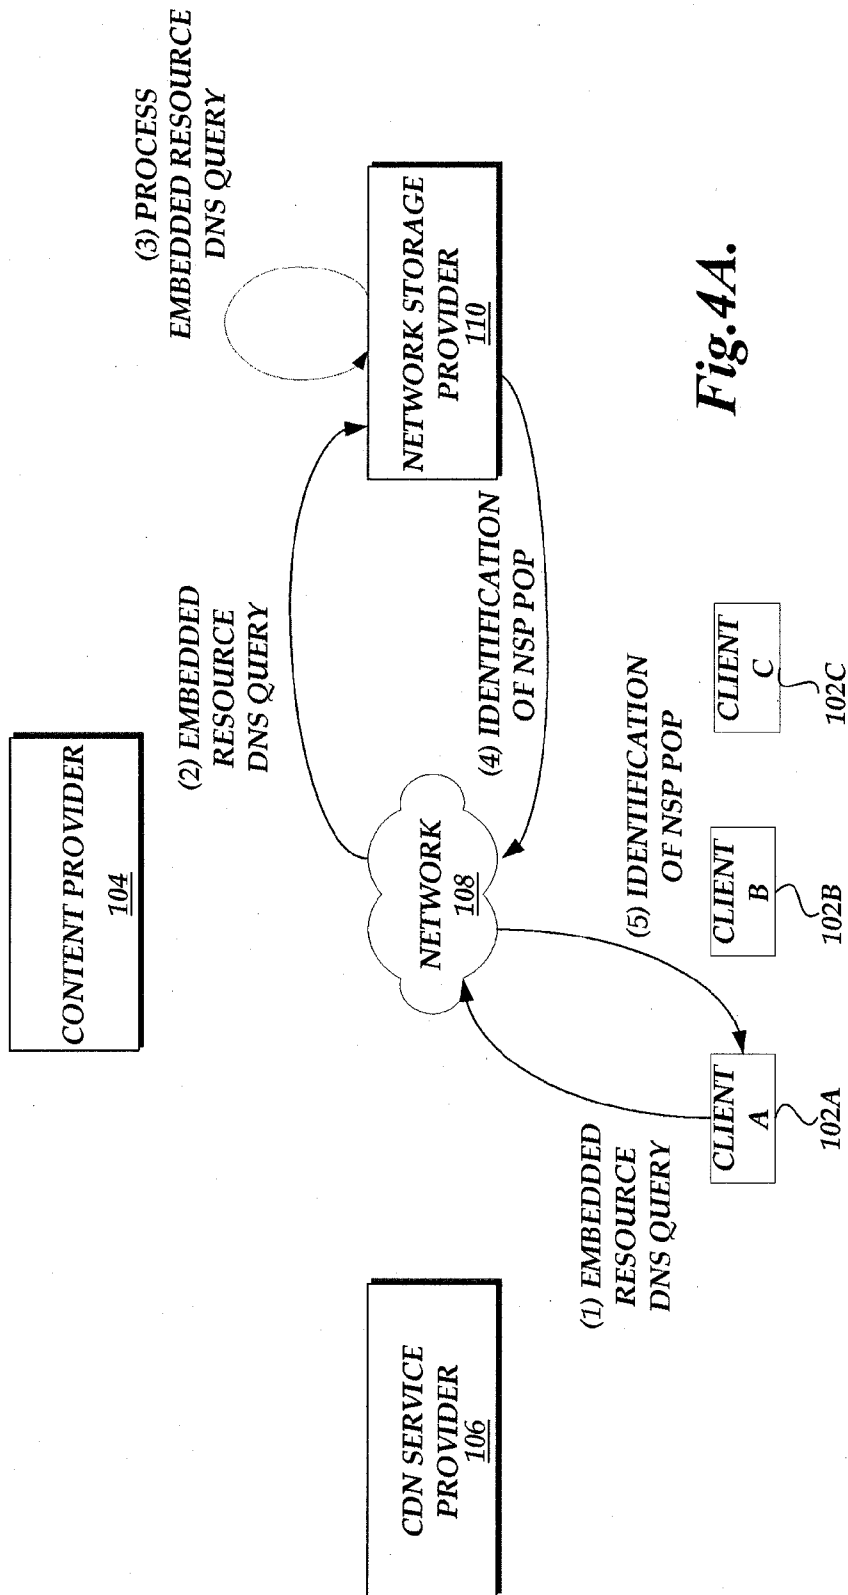 CONTENT PROVIDER
104
(3) PROCESS
EMBEDDED RESOURCE
DNS QUERY
(2) EMBEDDED
RESOURCE
DNS QUERY
CDN SERVICE
PROVIDER
106
NETWORK
108
NETWORK STORAGE
PROVIDER
110
(4) IDENTIFICATION
OF NSP POP
(1) EMBEDDED
RESOURCE
DNS QUERY
(5) IDENTIFICATION
OF NSP POP
CLIENT
A
102A
CLIENT
B
102B
CLIENT
C
102C
Fig.4A.